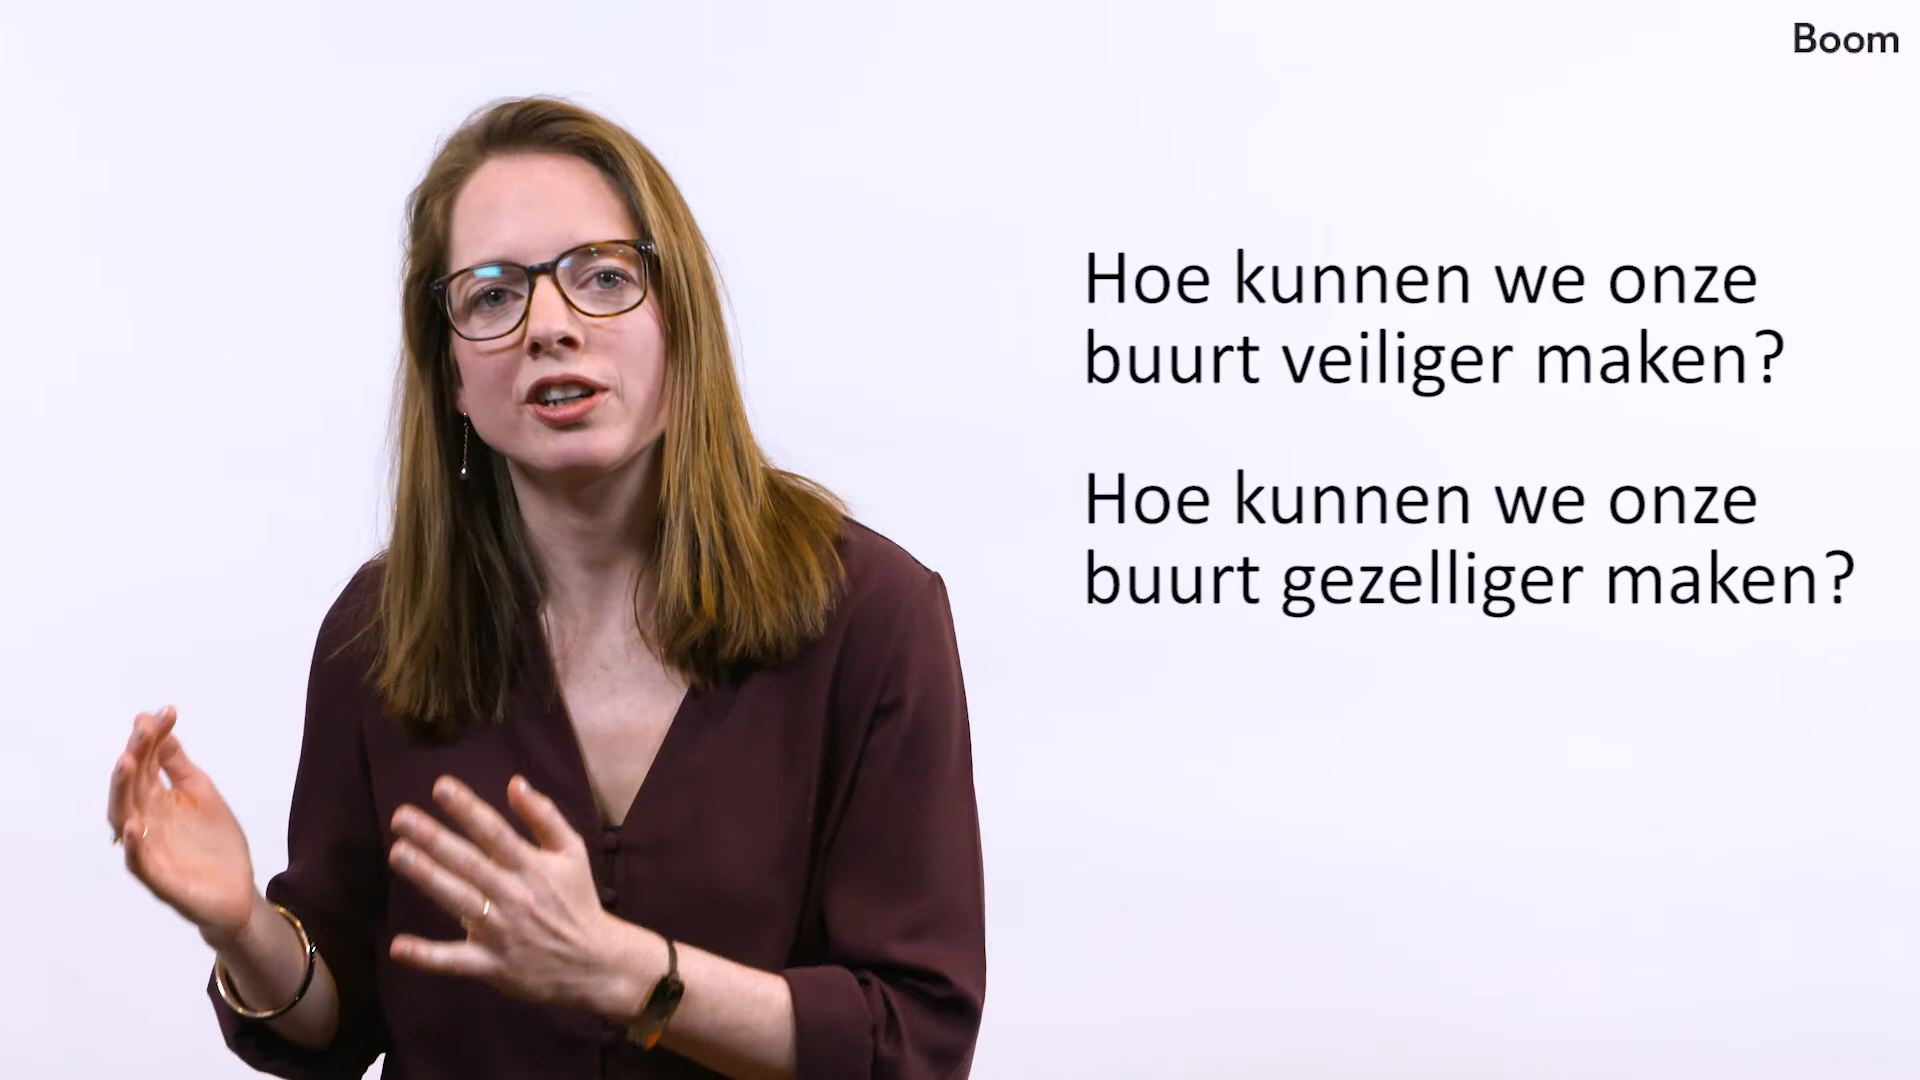 Boom
Hoe kunnen we onze
buurt veiliger maken?
Hoe kunnen we onze
buurt gezelliger maken?